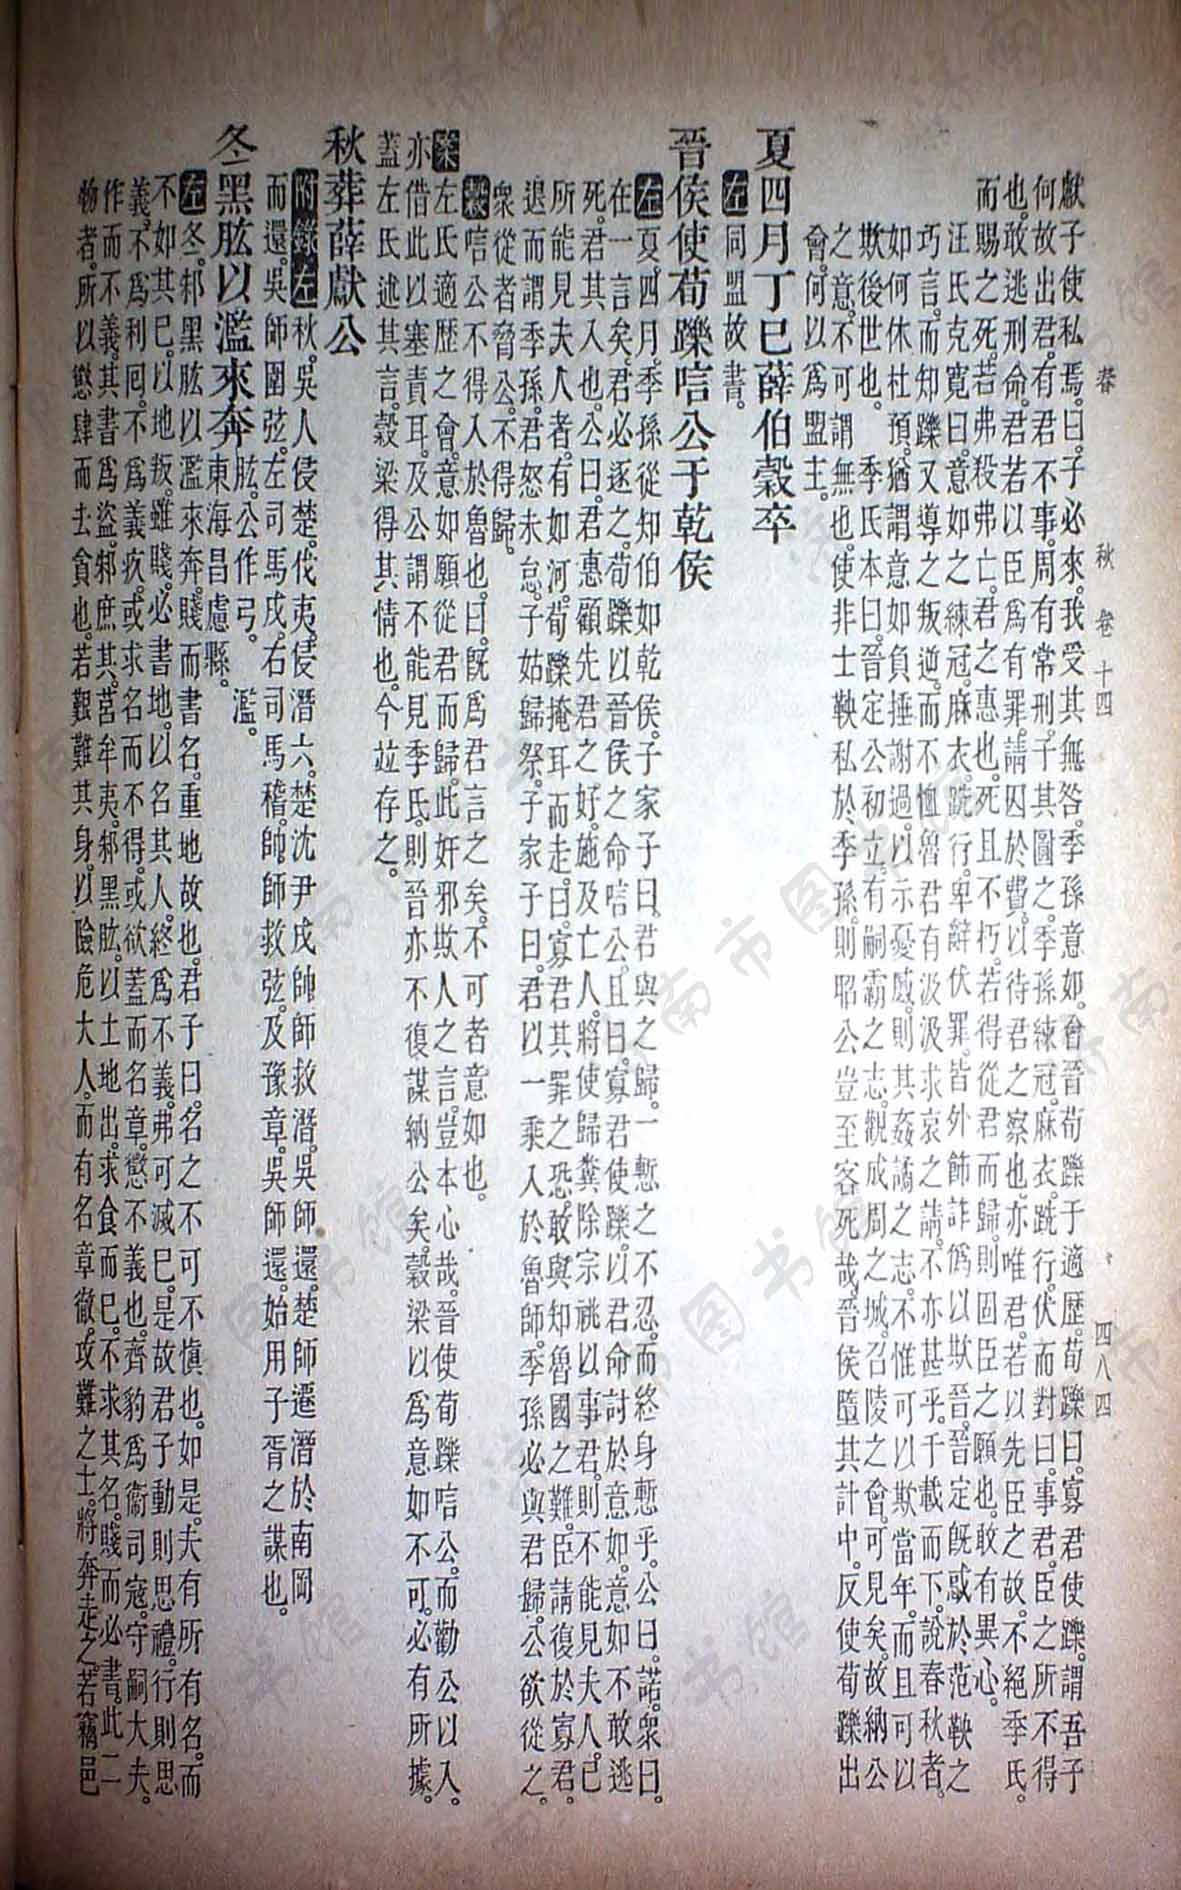 春　秋　卷十四　四八四
獻子使私焉。曰。子必來。我受其無咎。季孫意如。會晉荀躒于適歷。荀躒曰。寡君使躒。謂吾子
何故出君。有君不事。周有常刑。子其圖之。季孫練冠。麻衣。跣行。伏而對曰。事君。臣之所不得
也。敢逃刑命。君若以臣爲有罪。請囚於費。以待君之察也。亦唯君。若以先臣之故。不絕季氏。
而賜之死。若弗殺弗亡。君之惠也。死且不朽。若得從君而歸。則固臣之願也。敢有異心。
汪氏克寬曰。意如之練冠。麻衣。跣行。卑辭伏罪。皆外飾詐僞以欺晉。晉定既惑於范鞅之
巧言。而知躒又導之叛逆。而不恤魯君有汲汲求哀之請。不亦甚乎。千載而下。說春秋者。
如何休杜預。猶謂意如負捶謝過。以示憂慼。則其姦譎之志。不惟可以欺當年。而且可以
欺後世也。　季氏本曰。晉定公初立。有嗣霸之志。觀成周之城。召陵之會。可見矣。故納公
之意。不可謂無也。使非士鞅私於季孫。則昭公豈至客死哉。晉侯墮其計中。反使荀躒出
會。何以爲盟主。
夏四月丁巳薛伯穀卒
左同盟故書。
晉侯使荀躒唁公于乾侯
左夏。四月。季孫從知伯如乾侯。子家子曰。君與之歸。一慙之不忍。而終身慙乎。公曰。諾。衆曰。
在一言矣。君必逐之。荀躒以晉侯之命唁公。且曰。寡君使躒。以君命討於意如。意如不敢逃
死。君其入也。公曰。君惠顧先君之好。施及亡人。將使歸糞除宗祧以事君。則不能見夫人。已
所能見夫人者。有如河。荀躒掩耳而走。曰。寡君其罪之恐。敢與知魯國之難。臣請復於寡君。
退而謂季孫。君怒未怠。子姑歸祭。子家子曰。君以一乘入於魯師。季孫必與君歸。公欲從之。
衆從者脅公。不得歸。
穀唁公不得入於魯也。曰。既爲君言之矣。不可者意如也。
案左氏適歷之會。意如願從君而歸。此奸邪欺人之言。豈本心哉。晉使荀躒唁公。而勸公以入。
亦借此以塞責耳。及公謂不能見季氏。則晉亦不復謀納公矣。穀梁以爲意如不可。必有所據。
蓋左氏述其言。穀梁得其情也。今竝存之。
秋葬薛獻公
附錄左秋。吳人侵楚。伐夷。侵潛六。楚沈尹戌帥師救潛。吳師還。楚師遷潛於南岡
而還。吳師圍弦。左司馬戌。右司馬稽。帥師救弦。及豫章。吳師還。始用子胥之謀也。
冬黑肱以濫來奔　肱。公作弓。　濫。東海昌慮縣。
左冬。邾黑肱以濫來奔。賤而書名。重地故也。君子曰。名之不可不愼也。如是。夫有所有名。而
不如其已。以地叛。雖賤。必書地。以名其人。終爲不義。弗可滅已。是故君子動則思禮。行則思
義。不爲利回。不爲義疚。或求名而不得。或欲蓋而名章。懲不義也。齊豹爲衞司寇。守嗣大夫。
作而不義。其書爲盜。邾庶其。莒牟夷。邾黑肱。以土地出。求食而已。不求其名。賤而必書。此二
物者。所以懲肆而去貪也。若艱難其身。以險危大人。而有名章徹。攻難之士。將奔走之。若竊邑